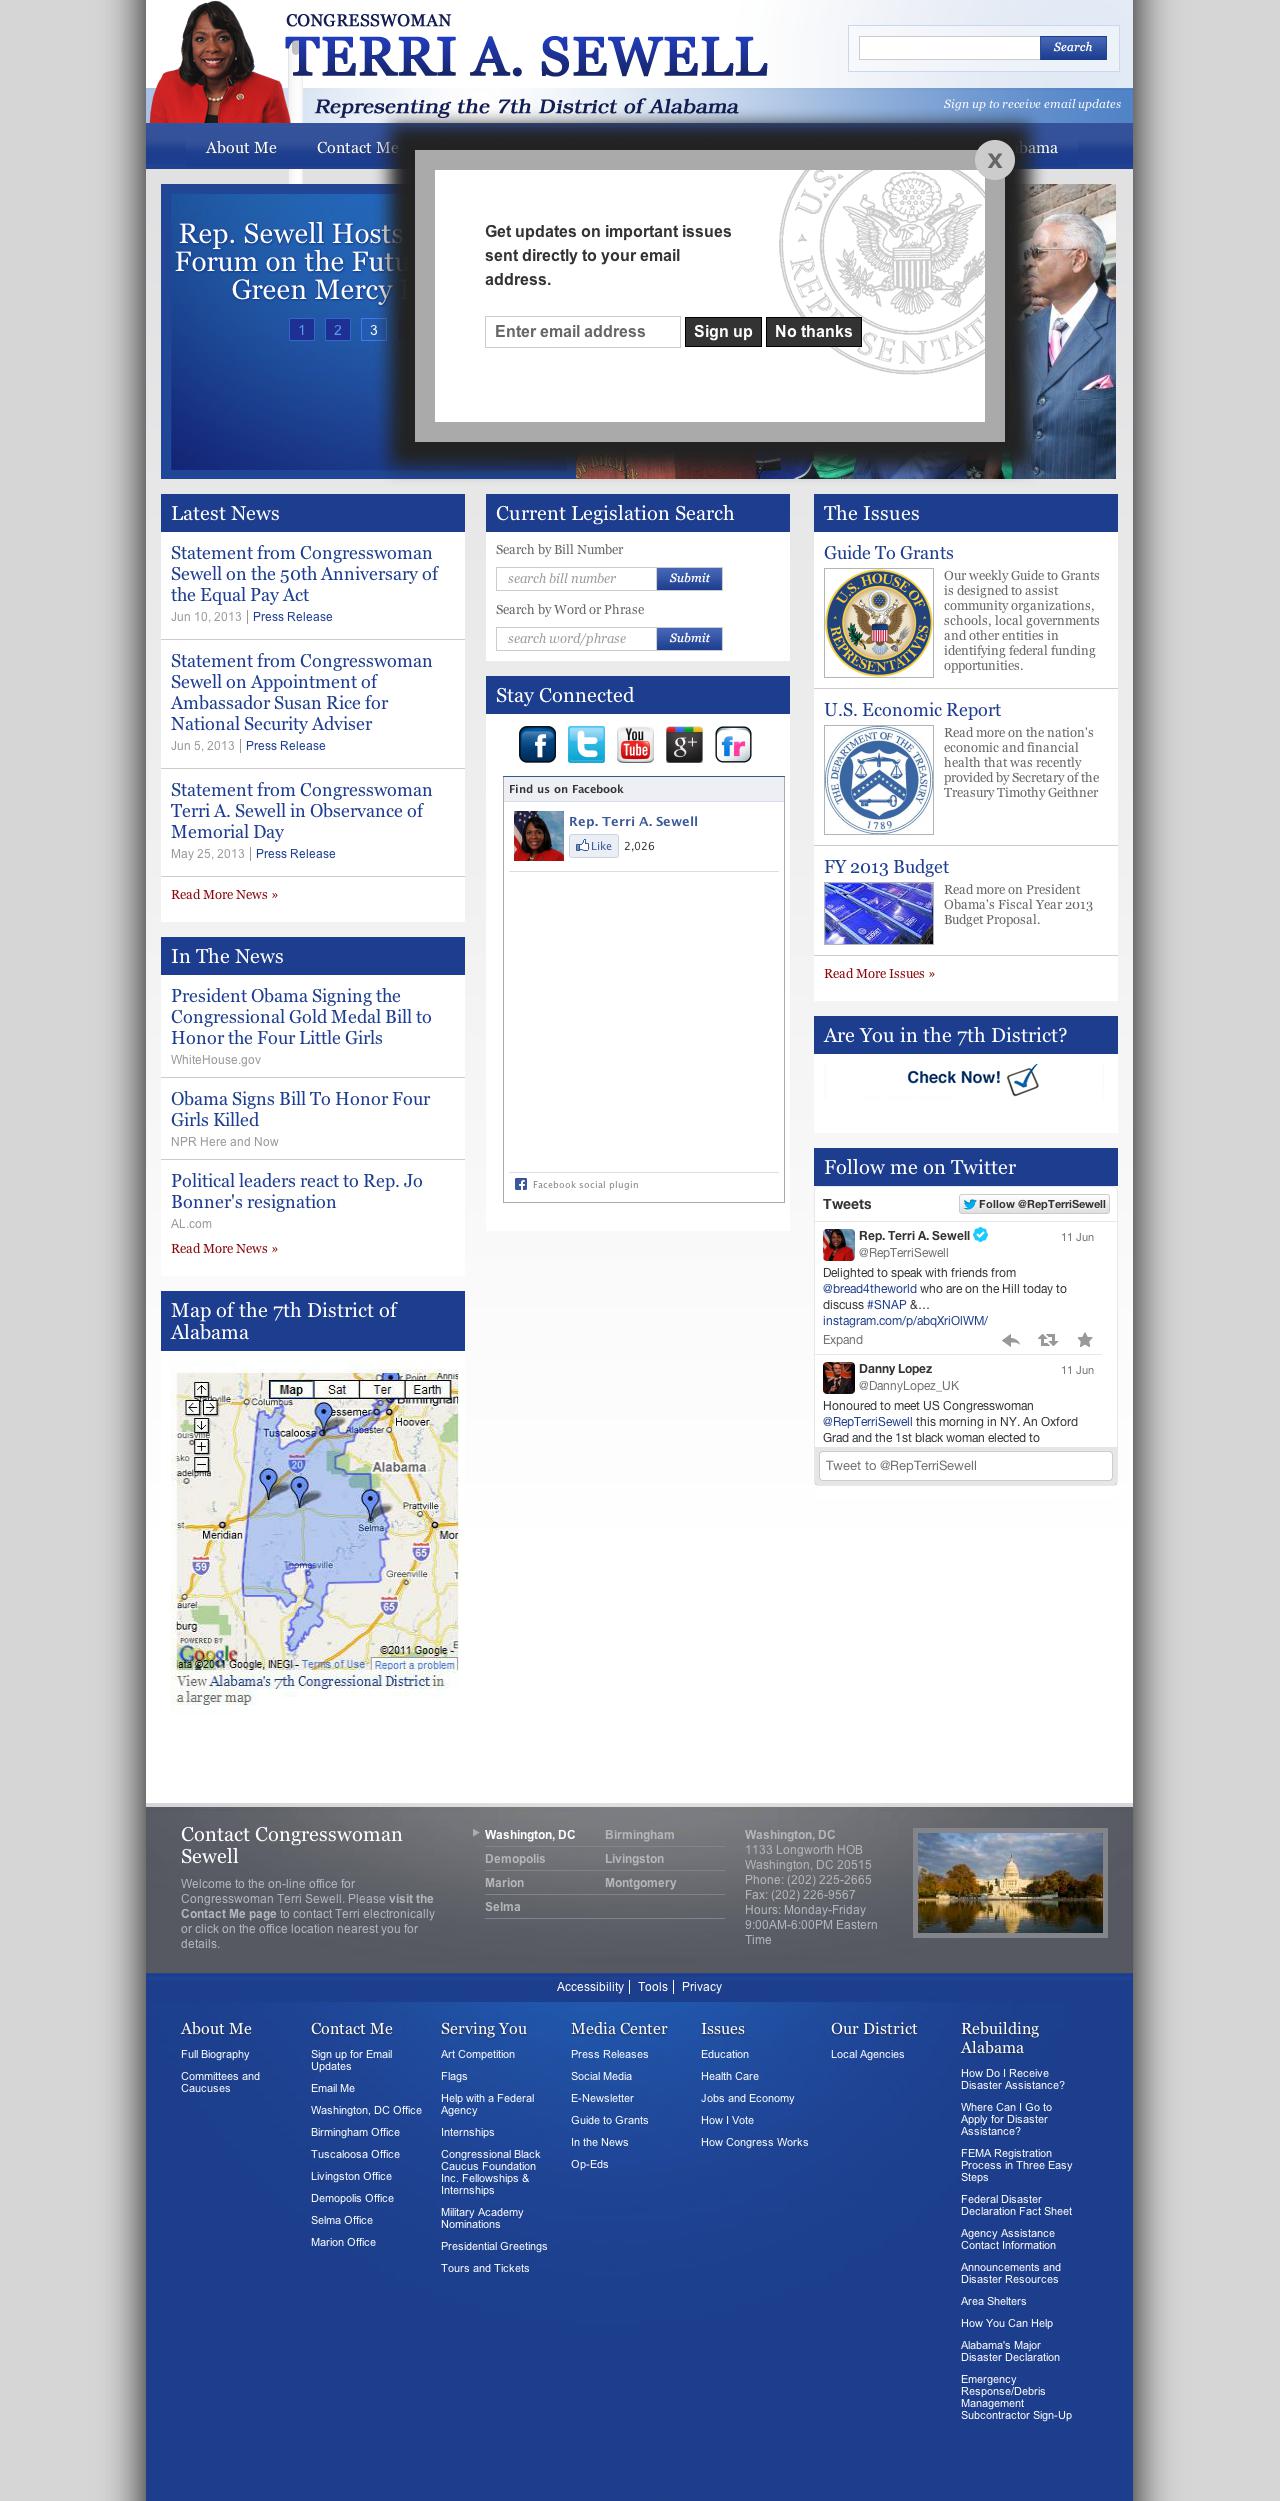 CONGRESSWOMAN
TERRI A. SEWELL
Search
Representing the 7th District of Alabama
Sign up to receive email updates
About Me
Contact Me
bama
X
Rep. Sewell Hosts
Forum on the Futu
Green Mercy
1 2 3
Get updates on important issues
sent directly to your email
address.
Enter email address
Sign up
No thanks
Latest News
Statement from Congresswoman
Sewell on the 50th Anniversary of
the Equal Pay Act
Jun 10, 2013 | Press Release
Statement from Congresswoman
Sewell on Appointment of
Ambassador Susan Rice for
National Security Adviser
Jun 5, 2013 | Press Release
Statement from Congresswoman
Terri A. Sewell in Observance of
Memorial Day
May 25, 2013 | Press Release
Read More News »
In The News
President Obama Signing the
Congressional Gold Medal Bill to
Honor the Four Little Girls
WhiteHouse.gov
Obama Signs Bill To Honor Four
Girls Killed
NPR Here and Now
Political leaders react to Rep. Jo
Bonner's resignation
AL.com
Read More News »
Map of the 7th District of
Alabama
Map Sat Ter Earth
Columbus
Birmingham
Bessemer
Hoover
Tuscaloosa
Alabaster
20
Alabama
Prattville
Selma
Meridian
Mor
65
59
Thomasville
Greenville
65
aurel
burg
POWERED BY
Google
©2011 Google -
ata ©2011 Google, INEGI - Terms of Use
Report a problem
View Alabama's 7th Congressional District in
a larger map
Current Legislation Search
Search by Bill Number
search bill number
Submit
Search by Word or Phrase
search word/phrase
Submit
Stay Connected
f t You Tube g+ fr
Find us on Facebook
Rep. Terri A. Sewell
Like 2,026
Facebook social plugin
The Issues
Guide To Grants
U.S. HOUSE OF REPRESENTATIVES
Our weekly Guide to Grants
is designed to assist
community organizations,
schools, local governments
and other entities in
identifying federal funding
opportunities.
U.S. Economic Report
THE DEPARTMENT OF THE TREASURY
1789
Read more on the nation's
economic and financial
health that was recently
provided by Secretary of the
Treasury Timothy Geithner
FY 2013 Budget
Read more on President
Obama's Fiscal Year 2013
Budget Proposal.
Read More Issues »
Are You in the 7th District?
Check Now!
Follow me on Twitter
Tweets
Follow @RepTerriSewell
Rep. Terri A. Sewell
11 Jun
@RepTerriSewell
Delighted to speak with friends from
@bread4theworld who are on the Hill today to
discuss #SNAP &…
instagram.com/p/abqXriOlWM/
Expand
Danny Lopez
11 Jun
@DannyLopez_UK
Honoured to meet US Congresswoman
@RepTerriSewell this morning in NY. An Oxford
Grad and the 1st black woman elected to
Tweet to @RepTerriSewell
Contact Congresswoman
Sewell
Welcome to the on-line office for
Congresswoman Terri Sewell. Please visit the
Contact Me page to contact Terri electronically
or click on the office location nearest you for
details.
Washington, DC
Birmingham
Demopolis
Livingston
Marion
Montgomery
Selma
Washington, DC
1133 Longworth HOB
Washington, DC 20515
Phone: (202) 225-2665
Fax: (202) 226-9567
Hours: Monday-Friday
9:00AM-6:00PM Eastern
Time
Accessibility | Tools | Privacy
About Me
Full Biography
Committees and
Caucuses
Contact Me
Sign up for Email
Updates
Email Me
Washington, DC Office
Birmingham Office
Tuscaloosa Office
Livingston Office
Demopolis Office
Selma Office
Marion Office
Serving You
Art Competition
Flags
Help with a Federal
Agency
Internships
Congressional Black
Caucus Foundation
Inc. Fellowships &
Internships
Military Academy
Nominations
Presidential Greetings
Tours and Tickets
Media Center
Press Releases
Social Media
E-Newsletter
Guide to Grants
In the News
Op-Eds
Issues
Education
Health Care
Jobs and Economy
How I Vote
How Congress Works
Our District
Local Agencies
Rebuilding
Alabama
How Do I Receive
Disaster Assistance?
Where Can I Go to
Apply for Disaster
Assistance?
FEMA Registration
Process in Three Easy
Steps
Federal Disaster
Declaration Fact Sheet
Agency Assistance
Contact Information
Announcements and
Disaster Resources
Area Shelters
How You Can Help
Alabama's Major
Disaster Declaration
Emergency
Response/Debris
Management
Subcontractor Sign-Up